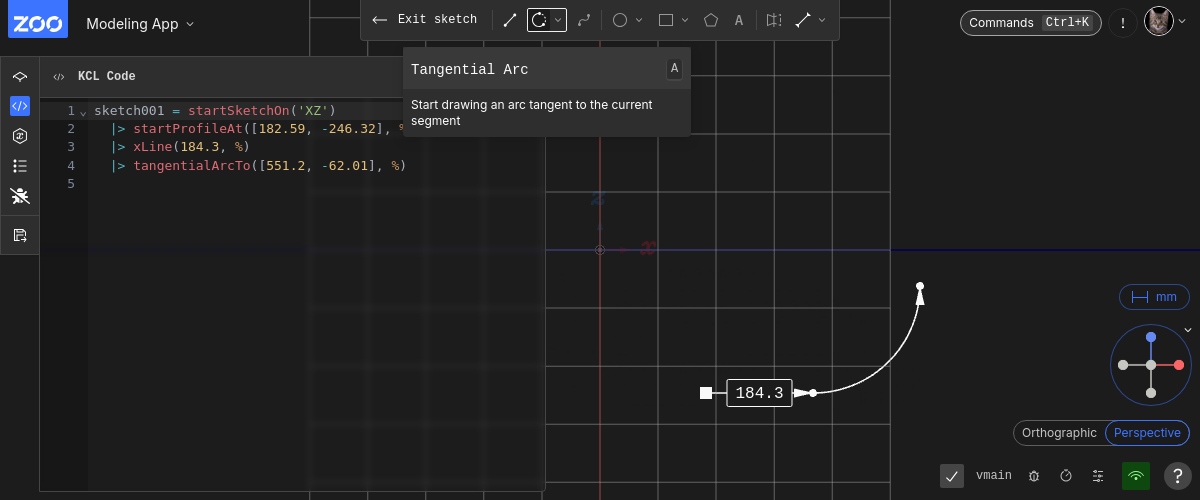 ZOO Modeling App
Exit sketch
A
Commands Ctrl+K
!
KCL Code
Tangential Arc A
Start drawing an arc tangent to the current
segment
1 sketch001 = startSketchOn('XZ')
2 |> startProfileAt([182.59, -246.32], %
3 |> xLine(184.3, %)
4 |> tangentialArcTo([551.2, -62.01], %)
5
z
x
184.3
mm
Orthographic Perspective
vmain
?